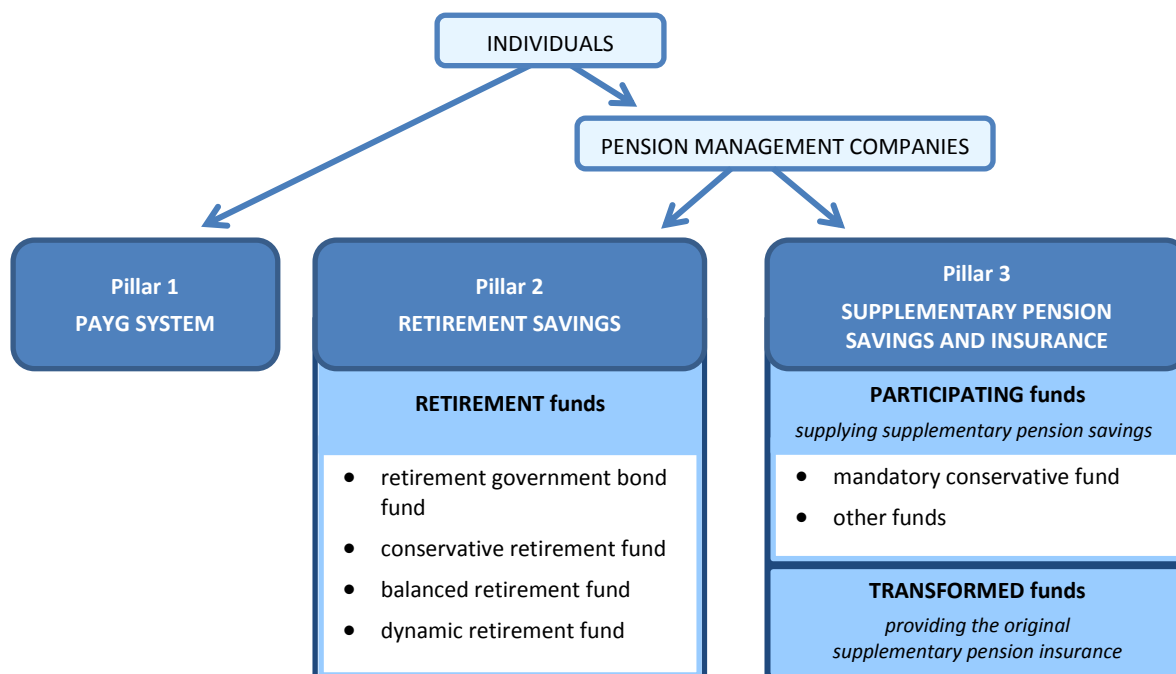 INDIVIDUALS
PENSION MANAGEMENT COMPANIES
Pillar 1
PAYG SYSTEM
Pillar 2
RETIREMENT SAVINGS
RETIREMENT funds
• retirement government bond
fund
• conservative retirement fund
• balanced retirement fund
• dynamic retirement fund
Pillar 3
SUPPLEMENTARY PENSION
SAVINGS AND INSURANCE
PARTICIPATING funds
supplying supplementary pension savings
• mandatory conservative fund
• other funds
TRANSFORMED funds
providing the original
supplementary pension insurance